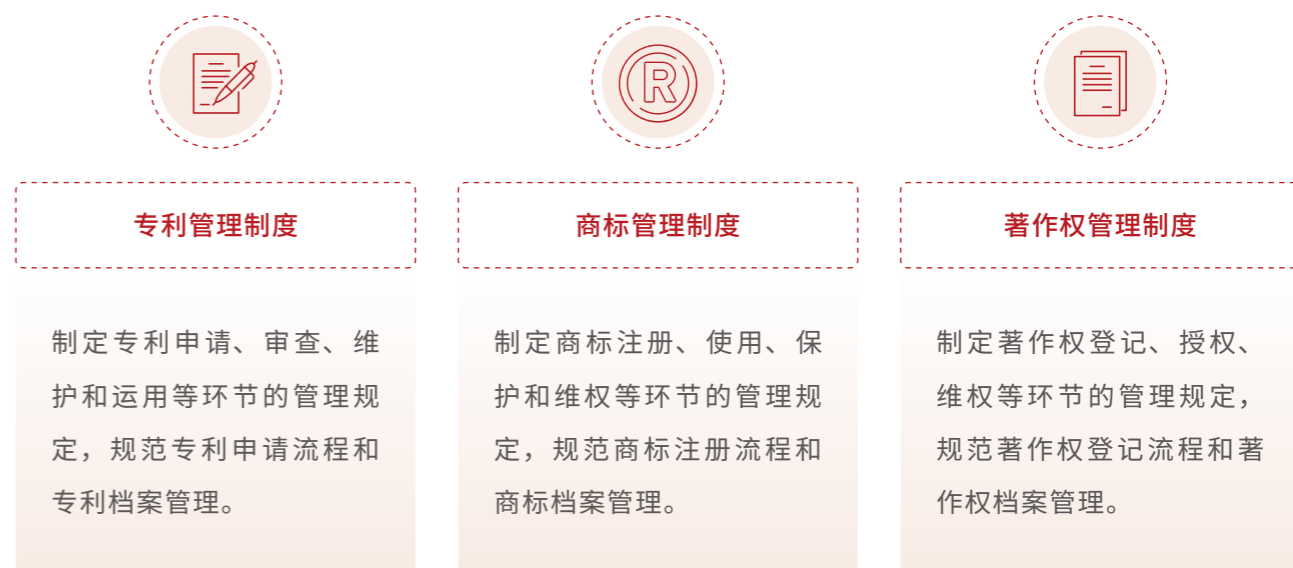 R
专利管理制度
制定专利申请、审查、维
护和运用等环节的管理规
定，规范专利申请流程和
专利档案管理。
商标管理制度
制定商标注册、使用、保
护和维权等环节的管理规
定，规范商标注册流程和
商标档案管理。
著作权管理制度
制定著作权登记、授权、
维权等环节的管理规定，
规范著作权登记流程和著
作权档案管理。